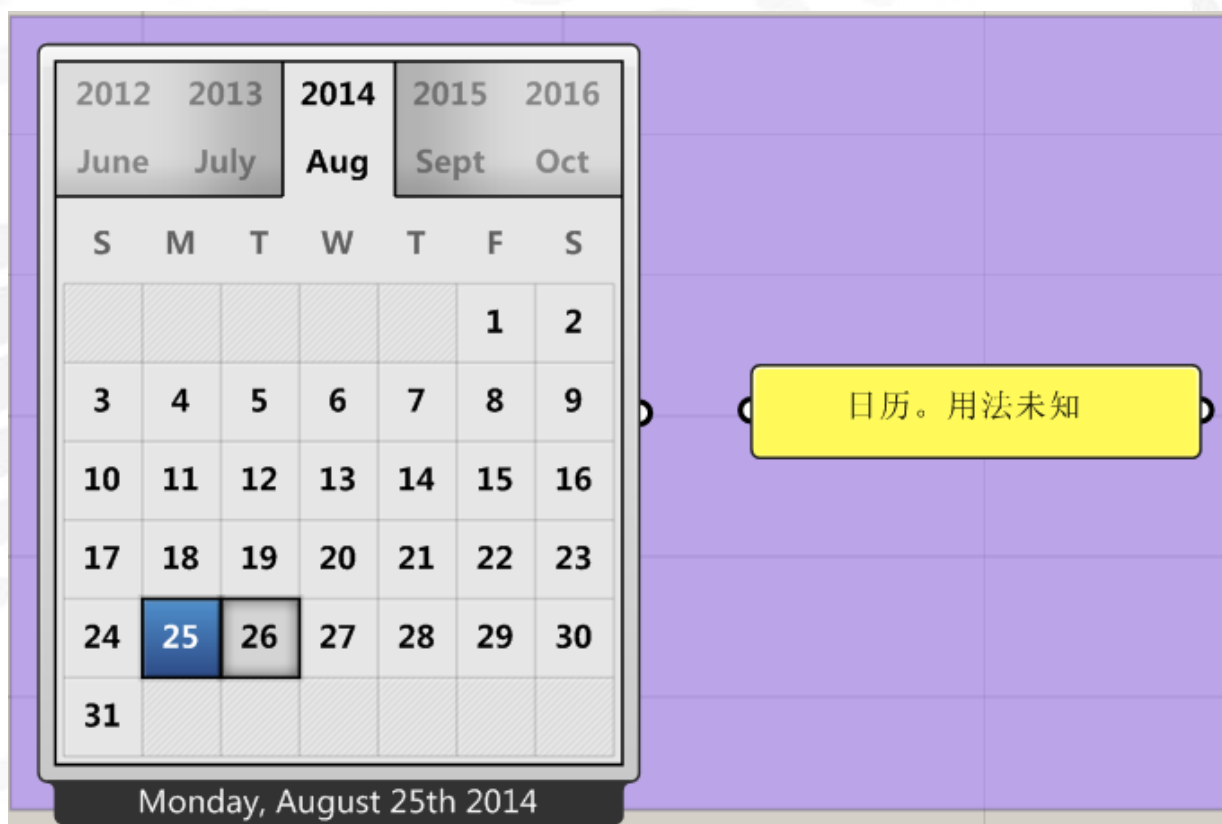 2012 2013 2014 2015 2016
June July Aug Sept Oct
S M T W T F S
1 2
3 4 5 6 7 8 9
10 11 12 13 14 15 16
17 18 19 20 21 22 23
24 25 26 27 28 29 30
31
Monday, August 25th 2014
日历。用法未知